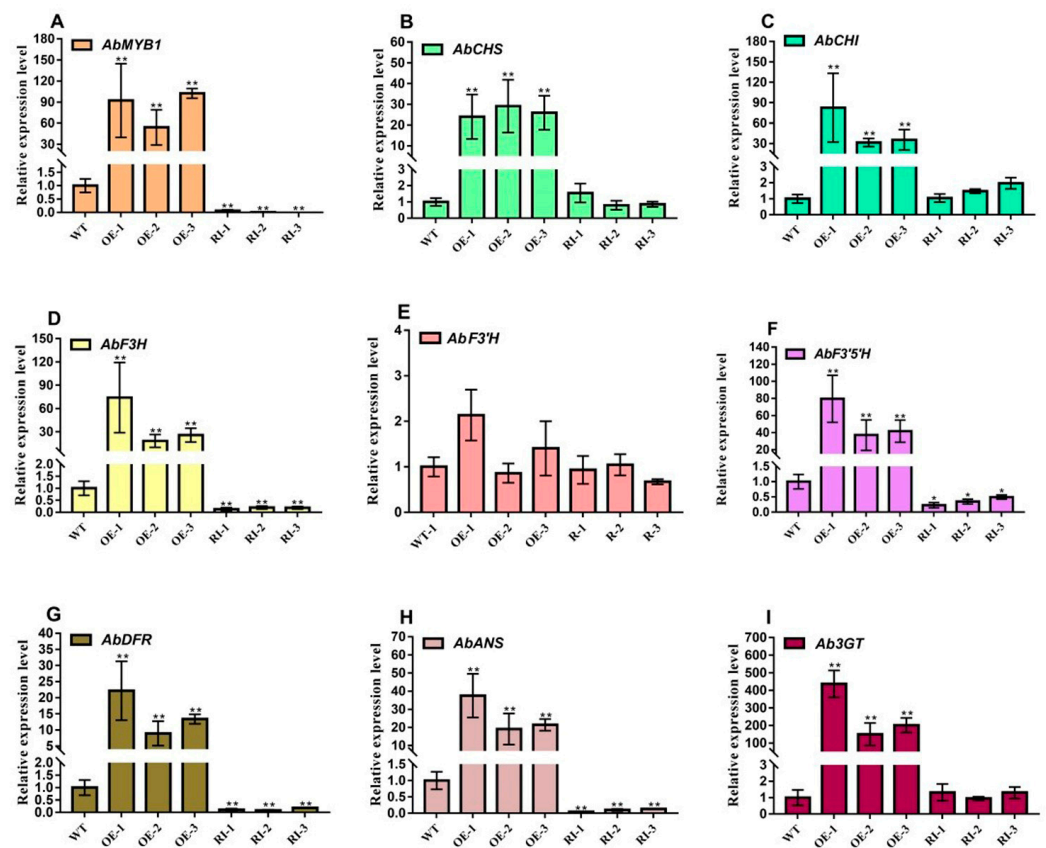 A
AbMYB1
Relative expression level
180
150
120
90
60
30
1.5
1.0
0.5
0.0
** ** ** ** ** **
WT OE-1 OE-2 OE-3 RI-1 RI-2 RI-3
B
AbCHS
Relative expression level
60
50
40
30
20
10
4
3
2
1
0
** ** **
WT OE-1 OE-2 OE-3 RI-1 RI-2 RI-3
C
AbCHI
Relative expression level
180
150
120
90
60
30
3
2
1
0
** ** **
WT OE-1 OE-2 OE-3 RI-1 RI-2 RI-3
D
AbF3H
Relative expression level
150
120
90
60
30
2.0
1.5
1.0
0.5
0.0
** ** ** ** ** **
WT OE-1 OE-2 OE-3 RI-1 RI-2 RI-3
E
AbF3'H
Relative expression level
4
3
2
1
0
WT-1 OE-1 OE-2 OE-3 R-1 R-2 R-3
F
AbF3'5'H
Relative expression level
140
120
100
80
60
40
20
1.5
1.0
0.5
0.0
** ** ** * * *
WT OE-1 OE-2 OE-3 RI-1 RI-2 RI-3
G
AbDFR
Relative expression level
40
35
30
25
20
15
10
5
2.0
1.5
1.0
0.5
0.0
** ** ** ** ** **
WT OE-1 OE-2 OE-3 RI-1 RI-2 RI-3
H
AbANS
Relative expression level
70
60
50
40
30
20
10
1.5
1.0
0.5
0.0
** ** ** ** ** **
WT OE-1 OE-2 OE-3 RI-1 RI-2 RI-3
I
Ab3GT
Relative expression level
700
600
500
400
300
200
100
3
2
1
0
** ** **
WT OE-1 OE-2 OE-3 RI-1 RI-2 RI-3